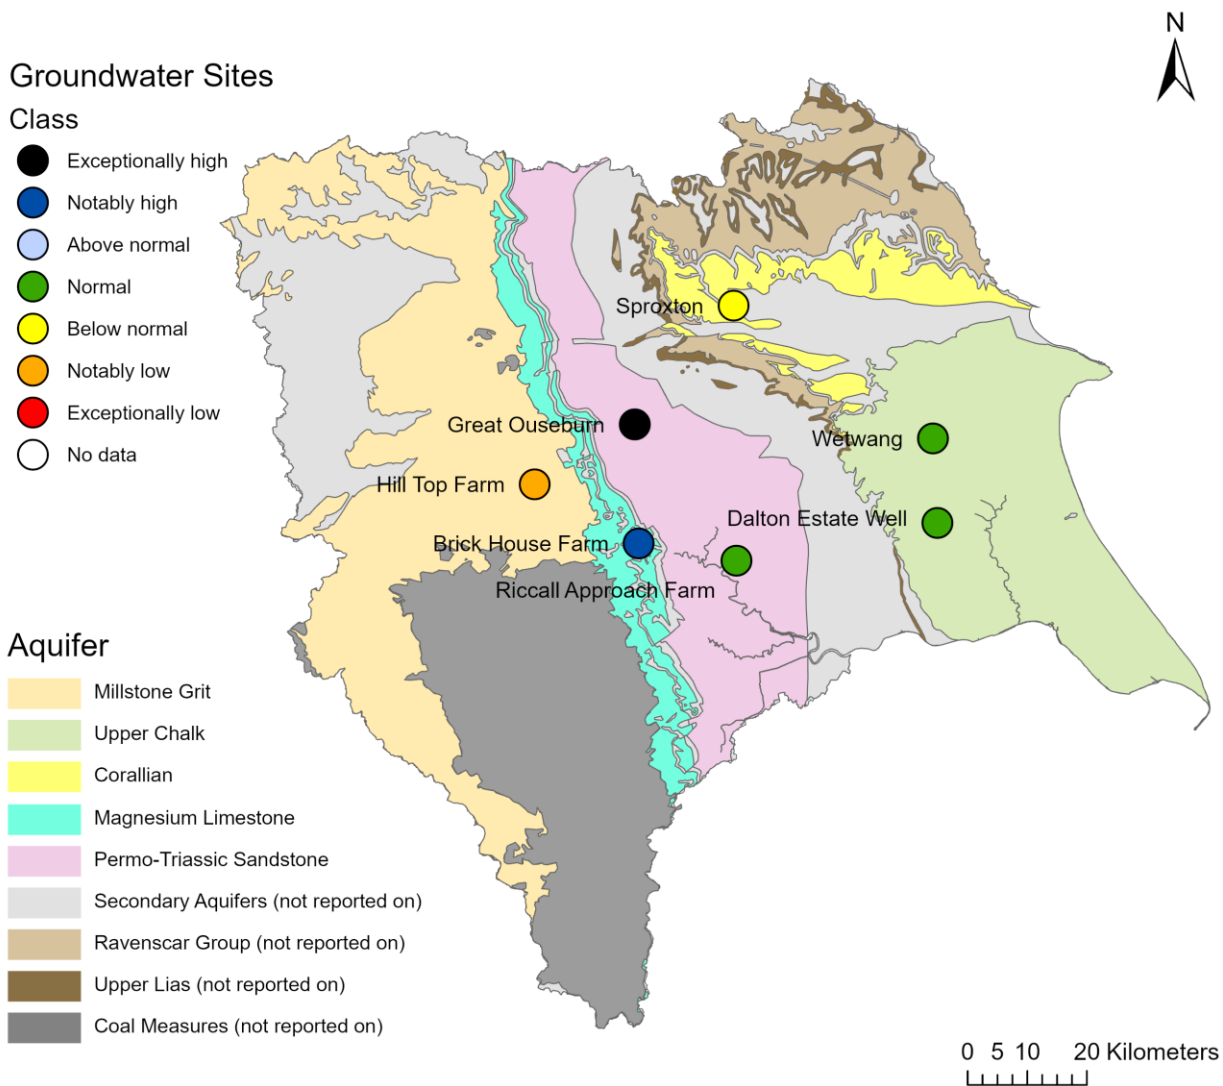 N
Groundwater Sites
Class
Exceptionally high
Notably high
Above normal
Normal
Below normal
Notably low
Exceptionally low
No data
Sproxton
Great Ouseburn
Wetwang
Hill Top Farm
Dalton Estate Well
Brick House Farm
Riccall Approach Farm
Aquifer
Millstone Grit
Upper Chalk
Corallian
Magnesium Limestone
Permo-Triassic Sandstone
Secondary Aquifers (not reported on)
Ravenscar Group (not reported on)
Upper Lias (not reported on)
Coal Measures (not reported on)
0 5 10 20 Kilometers